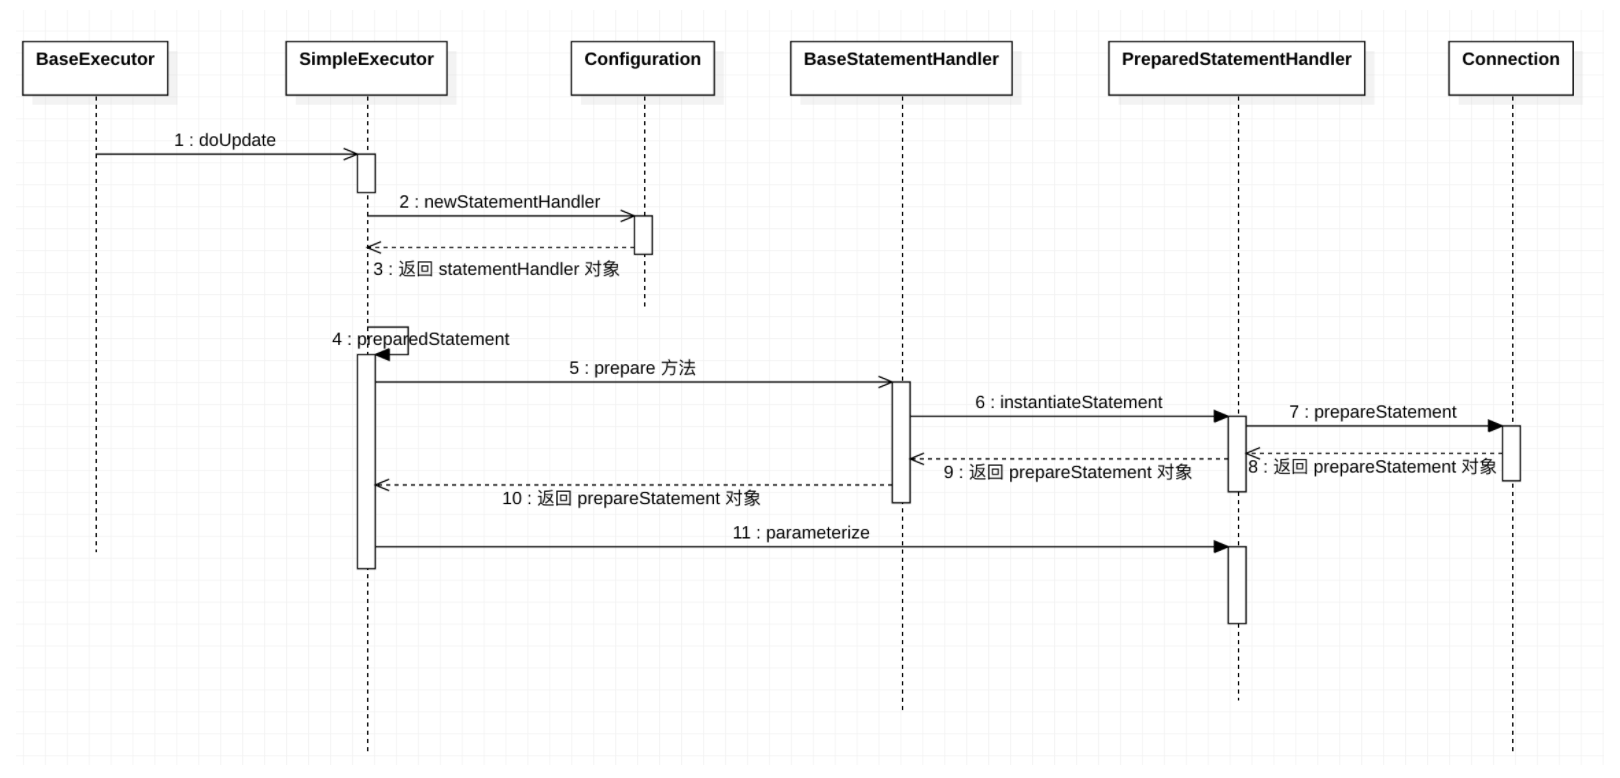 BaseExecutor
SimpleExecutor
Configuration
BaseStatementHandler
PreparedStatementHandler
Connection
1 : doUpdate
2 : newStatementHandler
3 : 返回 statementHandler 对象
4 : preparedStatement
5 : prepare 方法
6 : instantiateStatement
7 : prepareStatement
8 : 返回 prepareStatement 对象
9 : 返回 prepareStatement 对象
10 : 返回 prepareStatement 对象
11 : parameterize